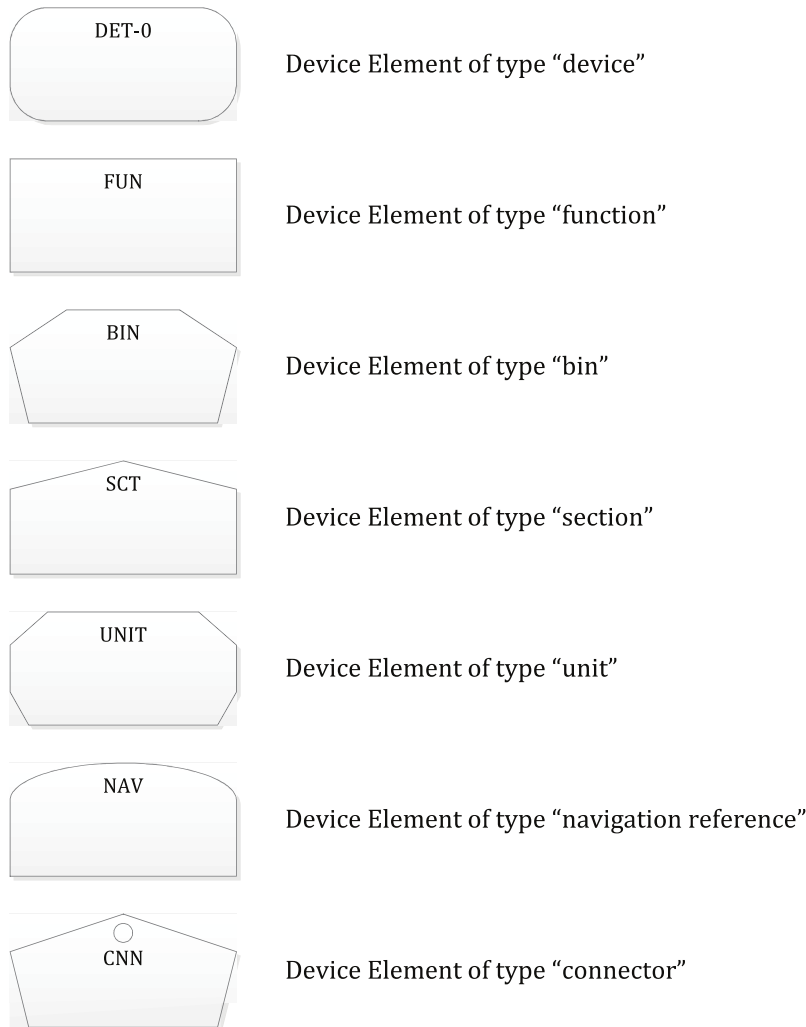 DET-0
Device Element of type “device”
FUN
Device Element of type “function”
BIN
Device Element of type “bin”
SCT
Device Element of type “section”
UNIT
Device Element of type “unit”
NAV
Device Element of type “navigation reference”
CNN
Device Element of type “connector”